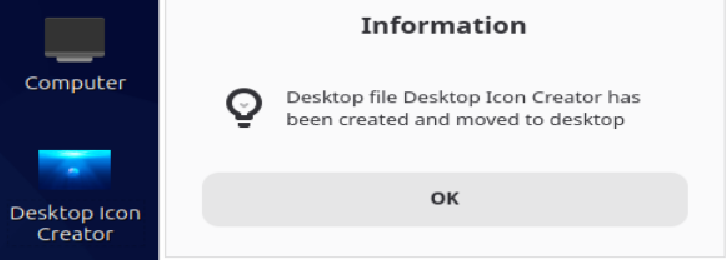 Computer
Desktop Icon
Creator
Information
Desktop file Desktop Icon Creator has
been created and moved to desktop
OK